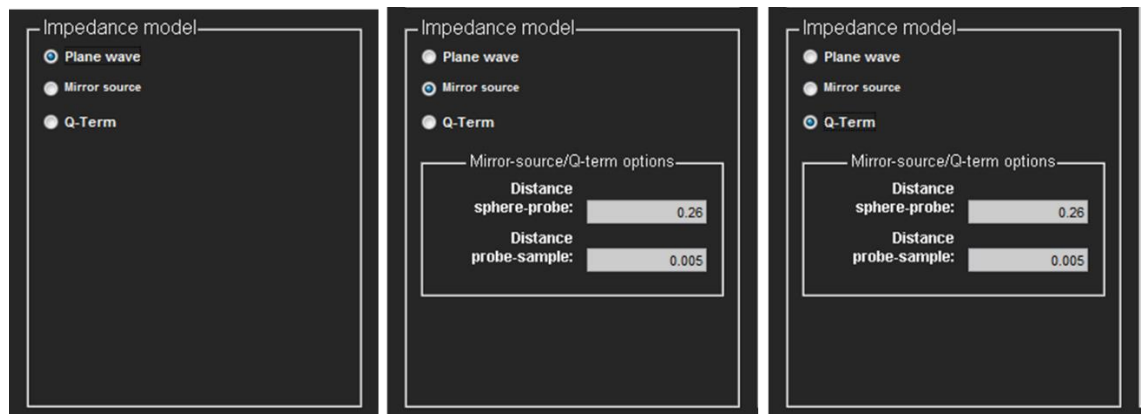 Impedance model
Plane wave
Mirror source
Q-Term
Impedance model
Plane wave
Mirror source
Q-Term
Mirror-source/Q-term options
Distance
sphere-probe:
0.26
Distance
probe-sample:
0.005
Impedance model
Plane wave
Mirror source
Q-Term
Mirror-source/Q-term options
Distance
sphere-probe:
0.26
Distance
probe-sample:
0.005